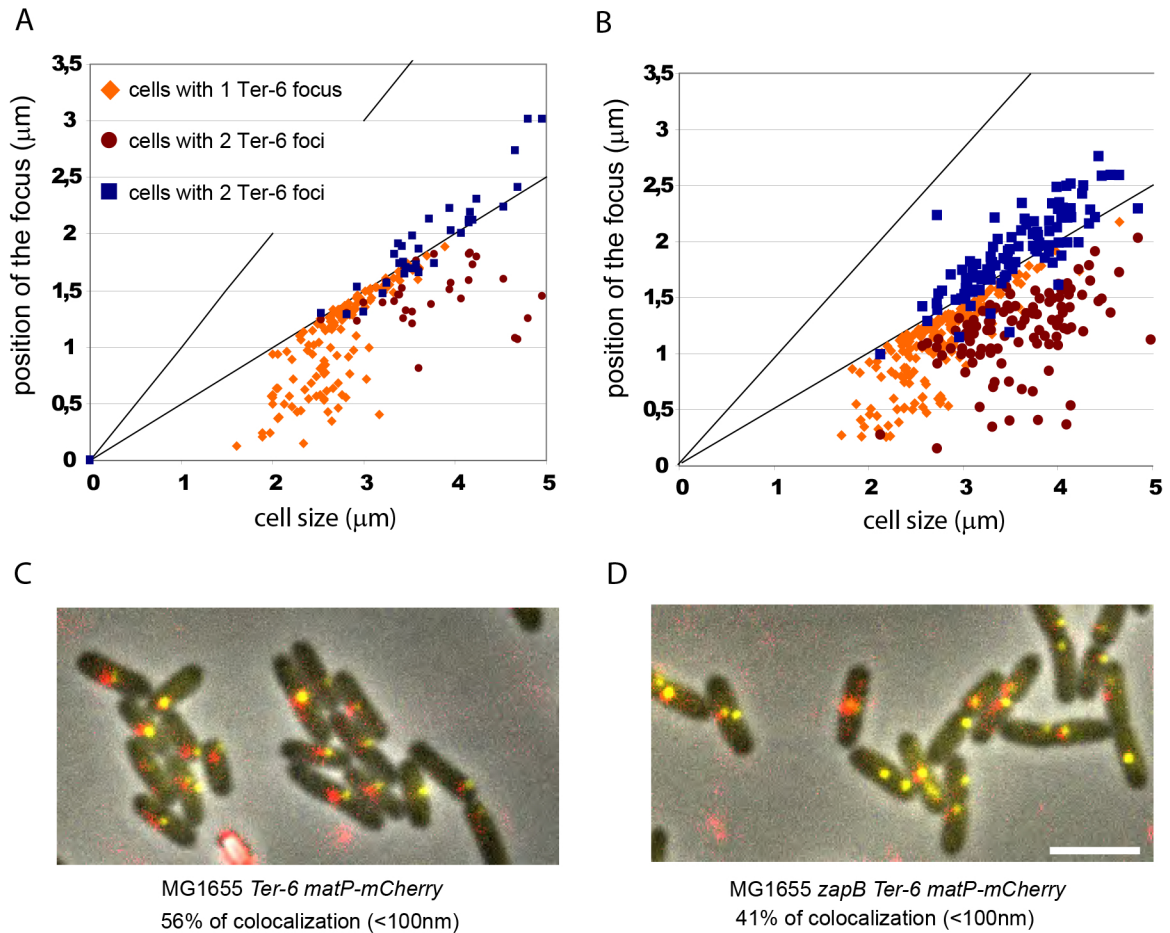 A
3,5
3
2,5
2
1,5
1
0,5
0
position of the focus (μm)
cells with 1 Ter-6 focus
cells with 2 Ter-6 foci
cells with 2 Ter-6 foci
0 1 2 3 4 5
cell size (μm)
B
3,5
3
2,5
2
1,5
1
0,5
0
position of the focus (μm)
0 1 2 3 4 5
cell size (μm)
C
MG1655 Ter-6 matP-mCherry
56% of colocalization (<100nm)
D
MG1655 zapB Ter-6 matP-mCherry
41% of colocalization (<100nm)